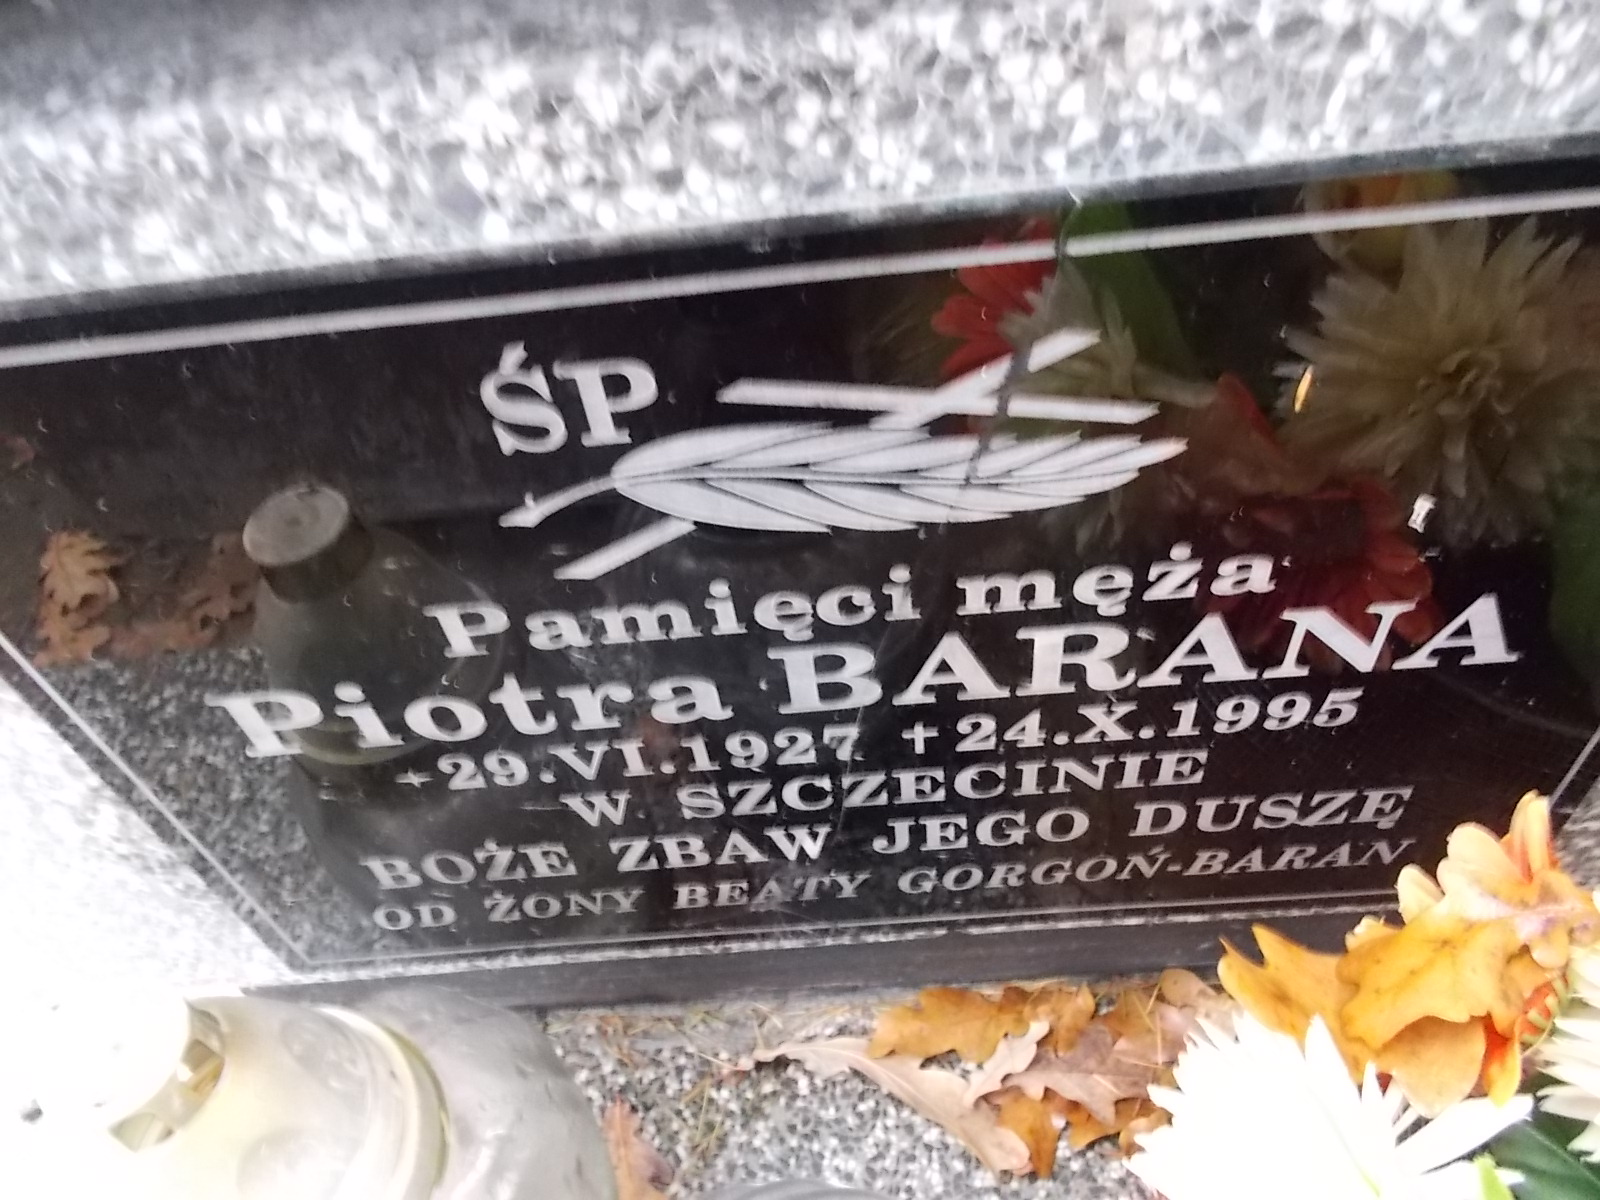 ŚP
Pamięci męża
Piotra BARANA
+29.VI.1927 +24.X.1995
W SZCZECINIE
BOŻE ZBAW JEGO DUSZĘ
OD ŻONY BEATY GORGOŃ-BARAN